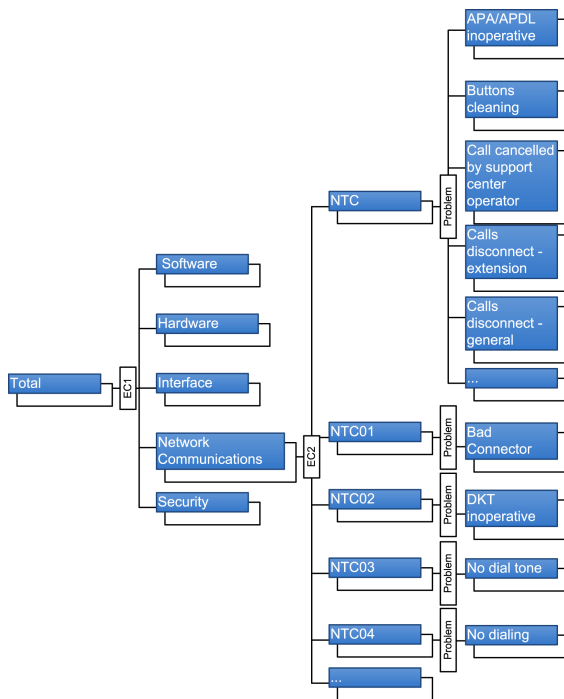 Total
EC1
Software
Hardware
Interface
Network
Communications
Security
EC2
NTC
Problem
APA/APDL
inoperative
Buttons
cleaning
Call cancelled
by support
center
operator
Calls
disconnect -
extension
Calls
disconnect -
general
...
NTC01
Problem
Bad
Connector
NTC02
Problem
DKT
inoperative
NTC03
Problem
No dial tone
NTC04
Problem
No dialing
...